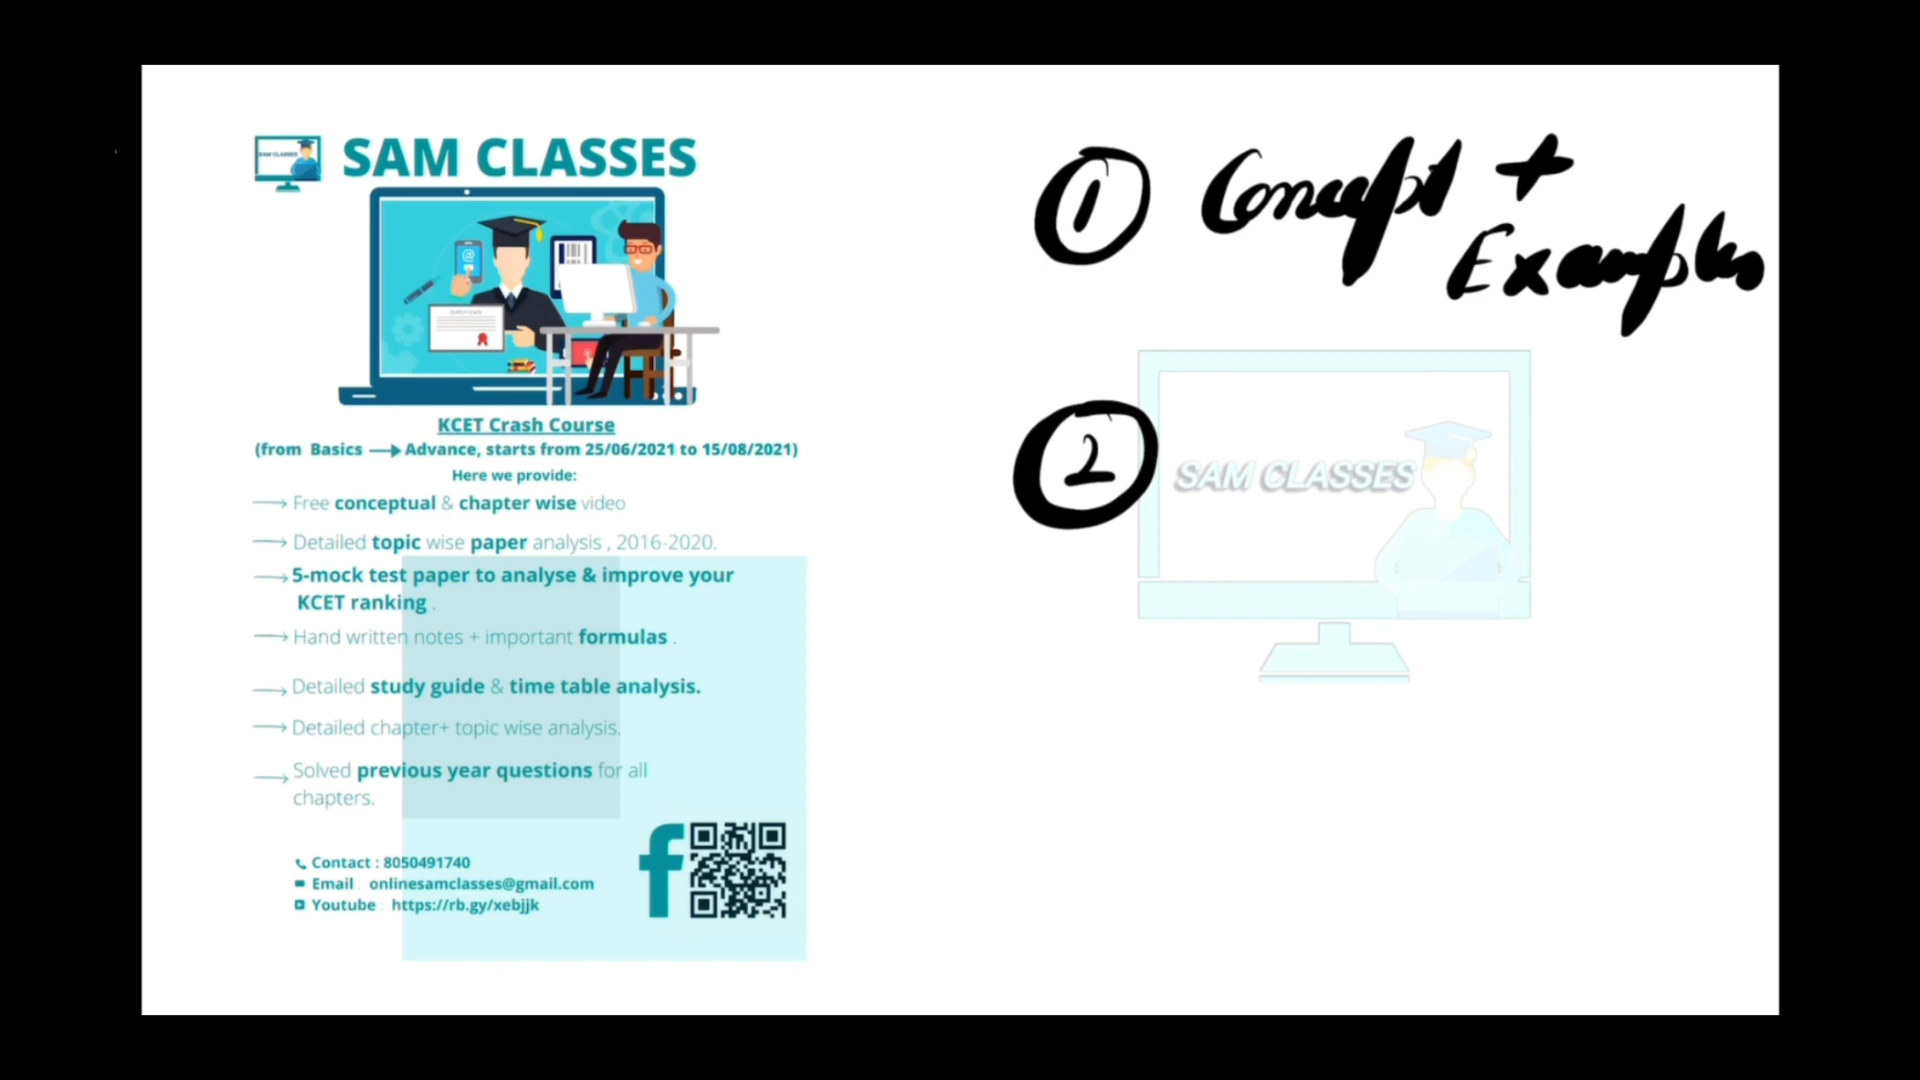 SAM CLASSES
SAM CLASSES
KCET Crash Course
(from Basics → Advance, starts from 25/06/2021 to 15/08/2021)
Here we provide:
→ Free conceptual & chapter wise video
→ Detailed topic wise paper analysis , 2016-2020.
→ 5-mock test paper to analyse & improve your
KCET ranking .
→ Hand written notes + important formulas .
→ Detailed study guide & time table analysis.
→ Detailed chapter+ topic wise analysis.
→ Solved previous year questions for all
chapters.
Contact : 8050491740
Email : onlinesamclasses@gmail.com
Youtube : https://rb.gy/xebjjk
① Concept +
Examples
②
SAM CLASSES